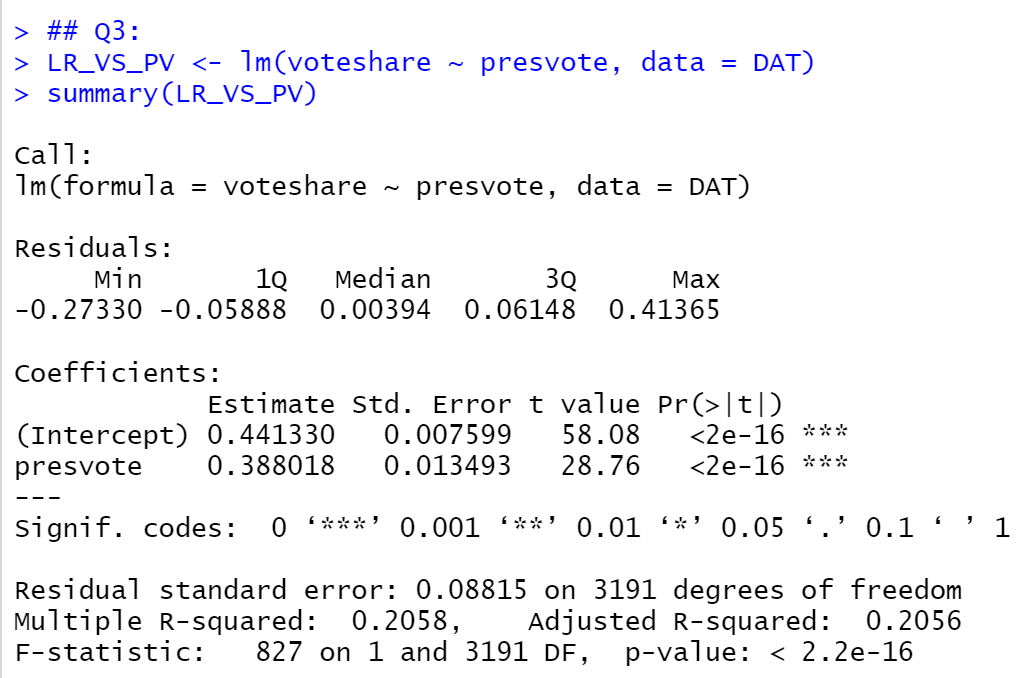 > ## Q3:
> LR_VS_PV <- lm(voteshare ~ presvote, data = DAT)
> summary(LR_VS_PV)
Call:
lm(formula = voteshare ~ presvote, data = DAT)
Residuals:
     Min       1Q   Median       3Q      Max
-0.27330 -0.05888  0.00394  0.06148  0.41365
Coefficients:
            Estimate Std. Error t value Pr(>|t|)
(Intercept) 0.441330   0.007599   58.08   <2e-16 ***
presvote    0.388018   0.013493   28.76   <2e-16 ***
---
Signif. codes:  0 ‘***’ 0.001 ‘**’ 0.01 ‘*’ 0.05 ‘.’ 0.1 ‘ ’ 1
Residual standard error: 0.08815 on 3191 degrees of freedom
Multiple R-squared:  0.2058,    Adjusted R-squared:  0.2056
F-statistic:   827 on 1 and 3191 DF,  p-value: < 2.2e-16